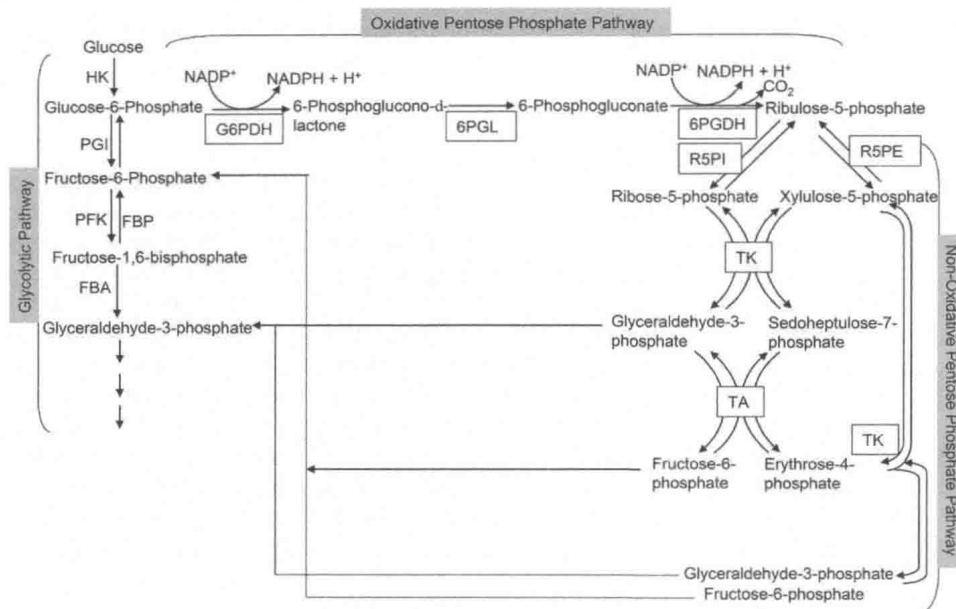 Oxidative Pentose Phosphate Pathway
Glucose
HK
NADP⁺
NADPH + H⁺
NADP⁺
NADPH + H⁺
CO₂
Glucose-6-Phosphate
6-Phosphoglucono-d-
lactone
6-Phosphogluconate
Ribulose-5-phosphate
G6PDH
6PGL
6PGDH
PGI
R5PI
R5PE
Fructose-6-Phosphate
Ribose-5-phosphate
Xylulose-5-phosphate
PFK
FBP
TK
Fructose-1,6-bisphosphate
FBA
Glyceraldehyde-3-phosphate
Glyceraldehyde-3-
phosphate
Sedoheptulose-7-
phosphate
TA
TK
Fructose-6-
phosphate
Erythrose-4-
phosphate
Glyceraldehyde-3-phosphate
Fructose-6-phosphate
Glycolytic Pathway
Non-Oxidative Pentose Phosphate Pathway